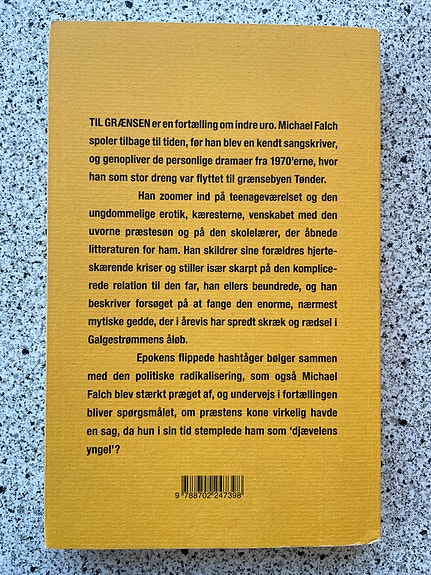 TIL GRÆNSEN er en fortælling om indre uro. Michael Falch
spoler tilbage til tiden, før han blev en kendt sangskriver,
og genopliver de personlige dramaer fra 1970'erne, hvor
han som stor dreng var flyttet til grænsebyen Tønder.
Han zoomer ind på teenageværelset og den
ungdommelige erotik, kæresterne, venskabet med den
uvorne præstesøn og på den skolelærer, der åbnede
litteraturen for ham. Han skildrer sine forældres hjerte-
skærende kriser og stiller især skarpt på den komplice-
rede relation til den far, han ellers beundrede, og han
beskriver forsøget på at fange den enorme, nærmest
mytiske gedde, der i årevis har spredt skræk og rædsel i
Galgestrømmens åløb.
Epokens flippede hashtåger bølger sammen
med den politiske radikalisering, som også Michael
Falch blev stærkt præget af, og undervejs i fortællingen
bliver spørgsmålet, om præstens kone virkelig havde
en sag, da hun i sin tid stemplede ham som 'djævelens
yngel'?
9 788702 247398